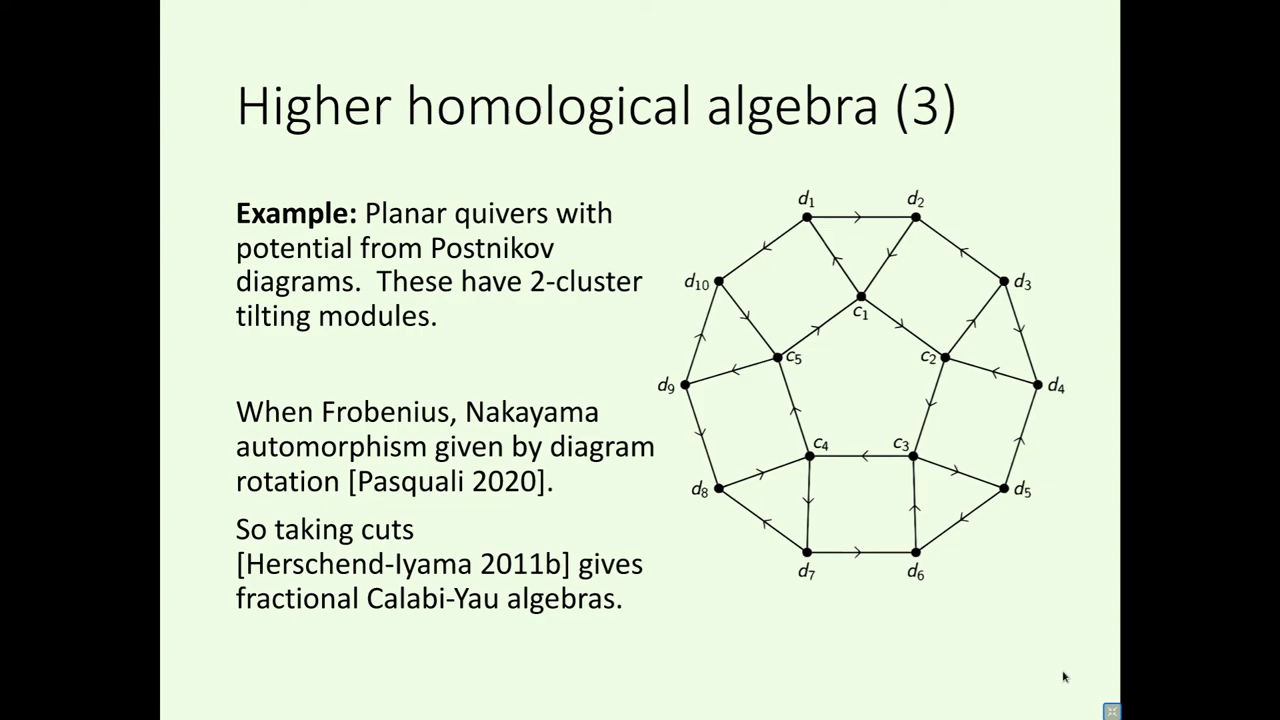 Higher homological algebra (3)
Example: Planar quivers with
potential from Postnikov
diagrams. These have 2-cluster
tilting modules.
When Frobenius, Nakayama
automorphism given by diagram
rotation [Pasquali 2020].
So taking cuts
[Herschend-Iyama 2011b] gives
fractional Calabi-Yau algebras.
d₁ d₂
d₁₀ d₃
c₁
c₅ c₂
d₉ d₄
c₄ c₃
d₈ d₅
d₇ d₆